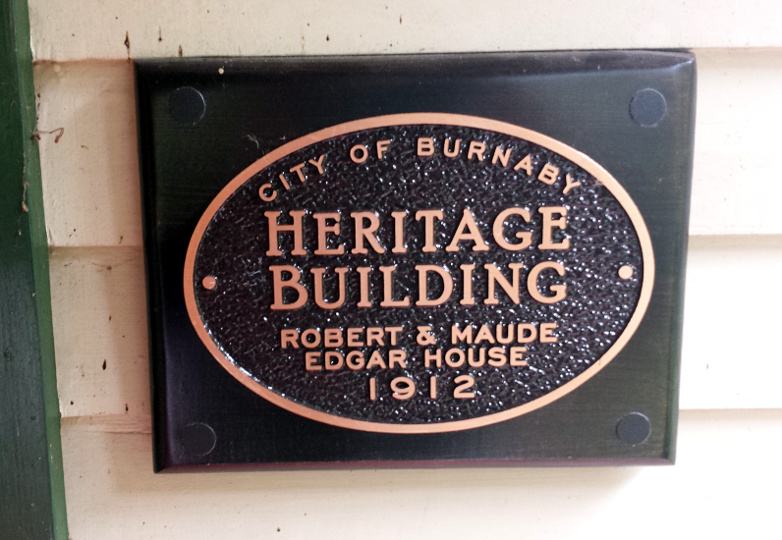 CITY OF BURNABY
HERITAGE
BUILDING
ROBERT & MAUDE
EDGAR HOUSE
1912